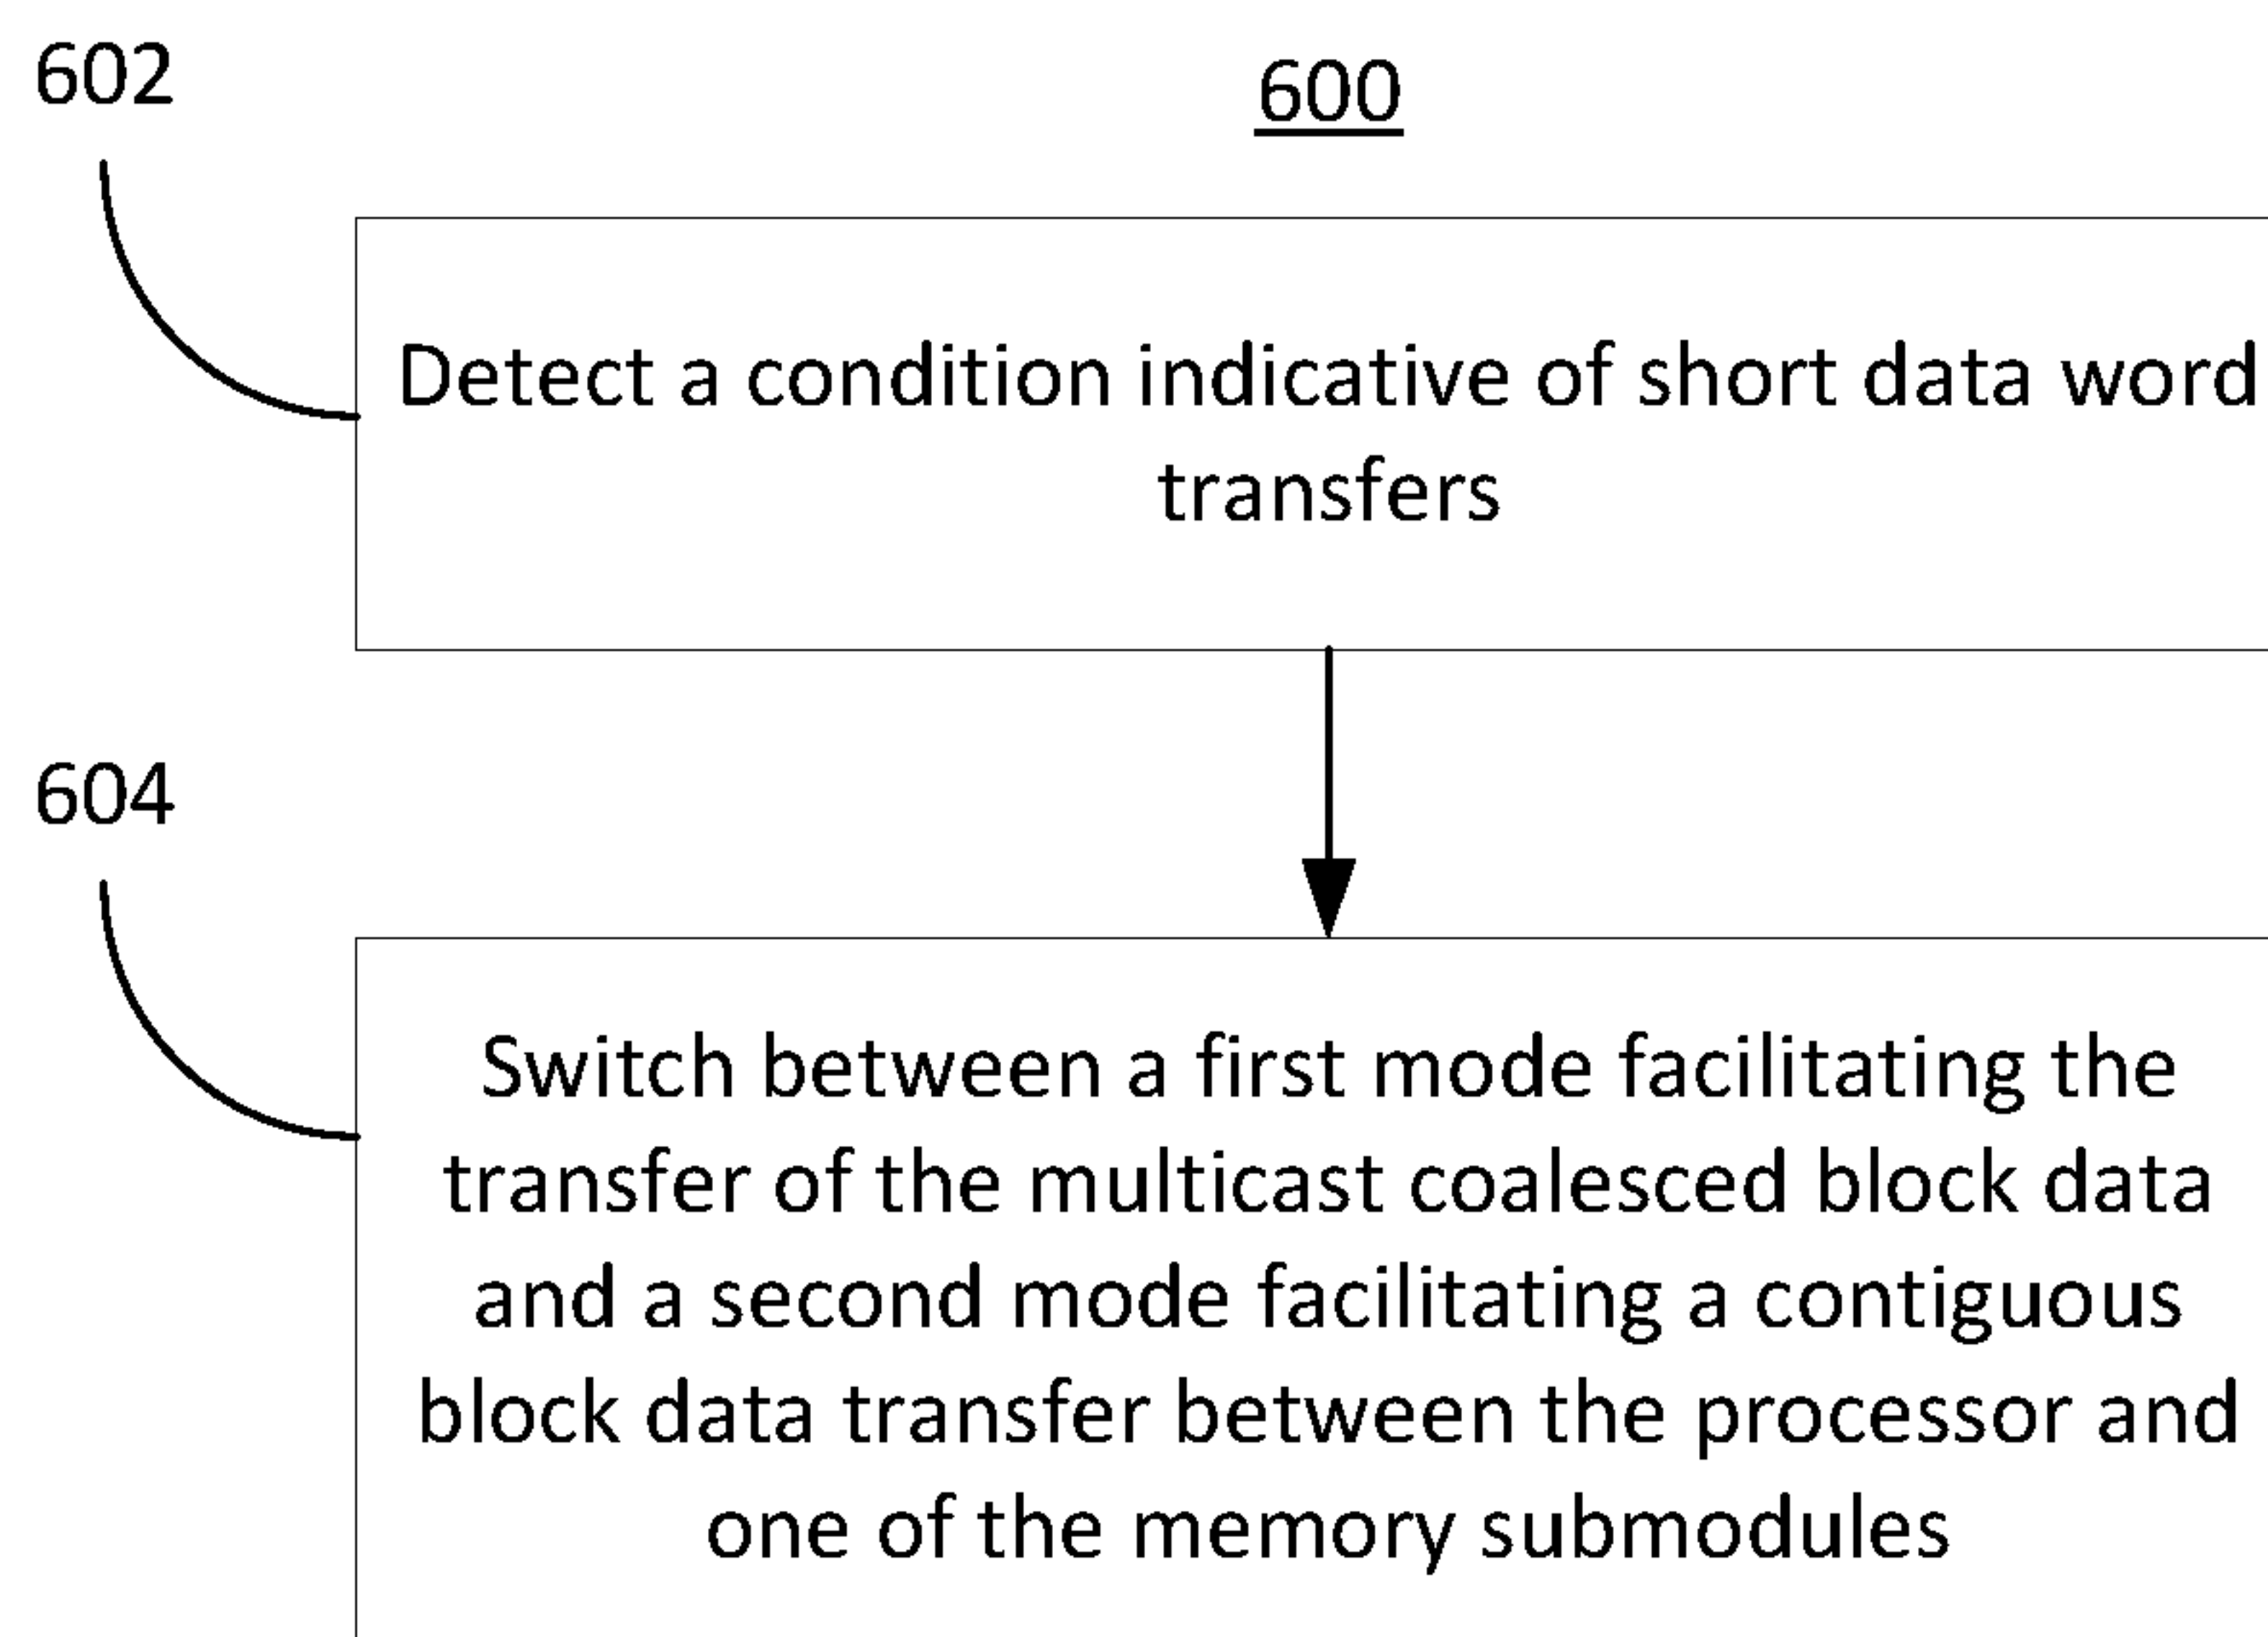 602
600
Detect a condition indicative of short data word
transfers
604
Switch between a first mode facilitating the
transfer of the multicast coalesced block data
and a second mode facilitating a contiguous
block data transfer between the processor and
one of the memory submodules